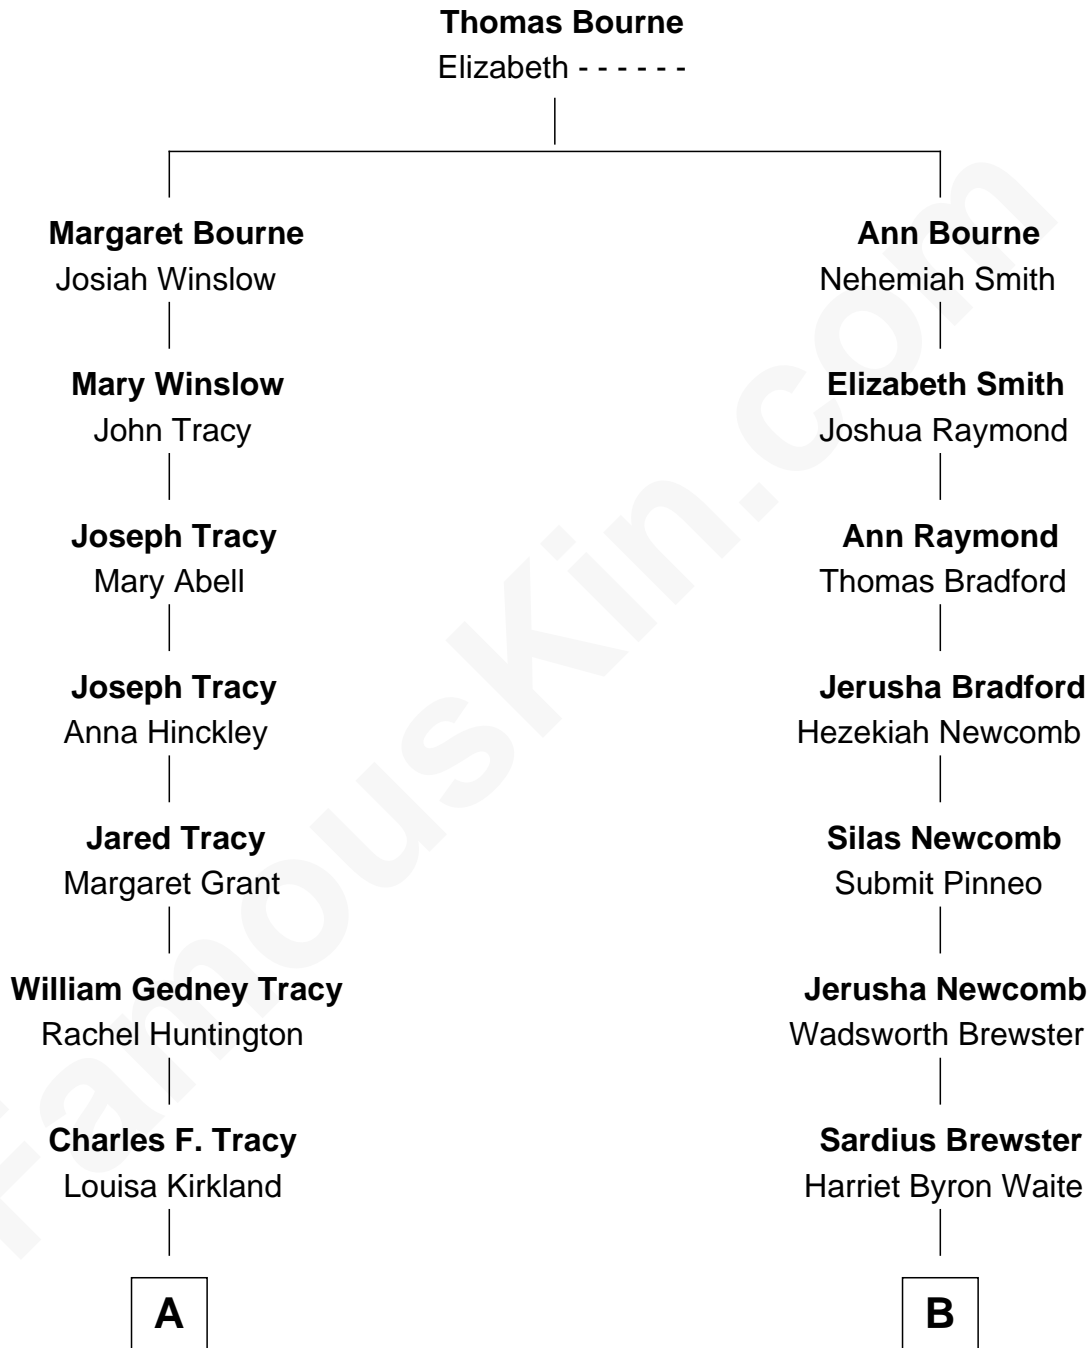 Thomas Bourne
Elizabeth - - - - - -
Margaret Bourne
Josiah Winslow
Ann Bourne
Nehemiah Smith
Mary Winslow
John Tracy
Elizabeth Smith
Joshua Raymond
Joseph Tracy
Mary Abell
Ann Raymond
Thomas Bradford
Joseph Tracy
Anna Hinckley
Jerusha Bradford
Hezekiah Newcomb
Jared Tracy
Margaret Grant
Silas Newcomb
Submit Pinneo
William Gedney Tracy
Rachel Huntington
Jerusha Newcomb
Wadsworth Brewster
Charles F. Tracy
Louisa Kirkland
Sardius Brewster
Harriet Byron Waite
A
B
FamousKin.com